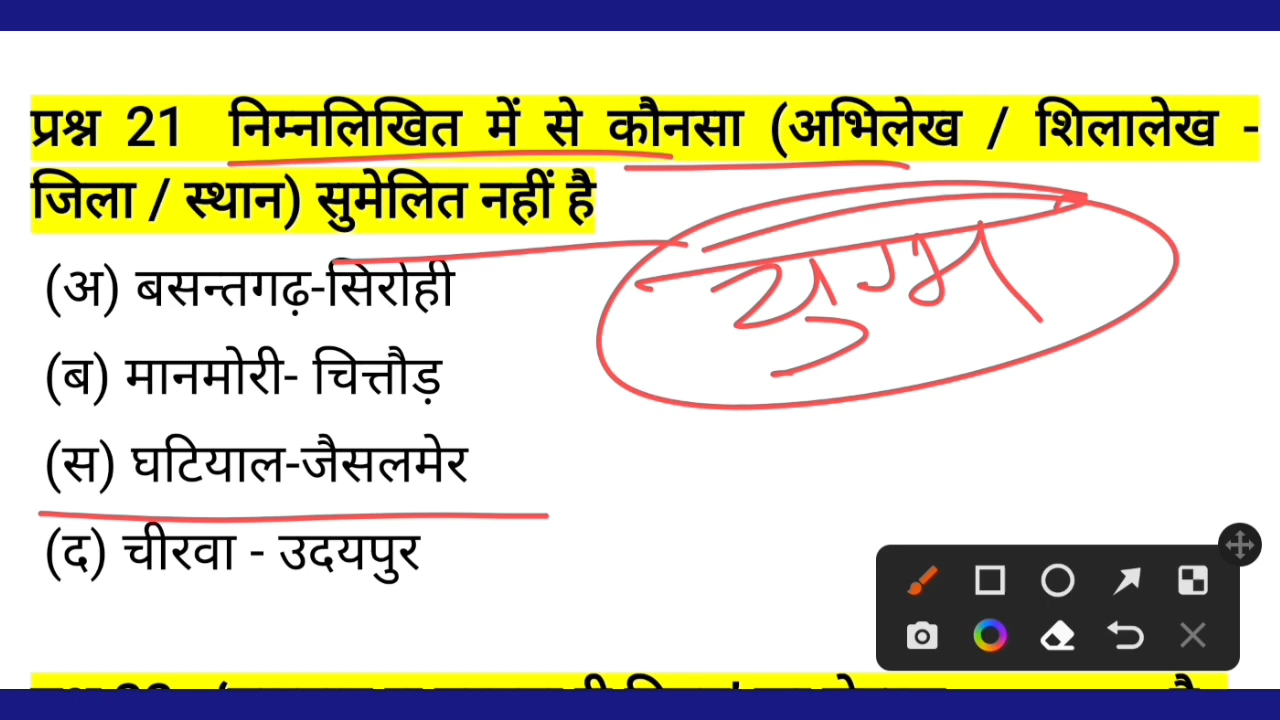 प्रश्न 21 निम्नलिखित में से कौनसा (अभिलेख / शिलालेख -
जिला / स्थान) सुमेलित नहीं है
(अ) बसन्तगढ़-सिरोही
युग्म
(ब) मानमोरी- चित्तौड़
(स) घटियाल-जैसलमेर
(द) चीरवा - उदयपुर